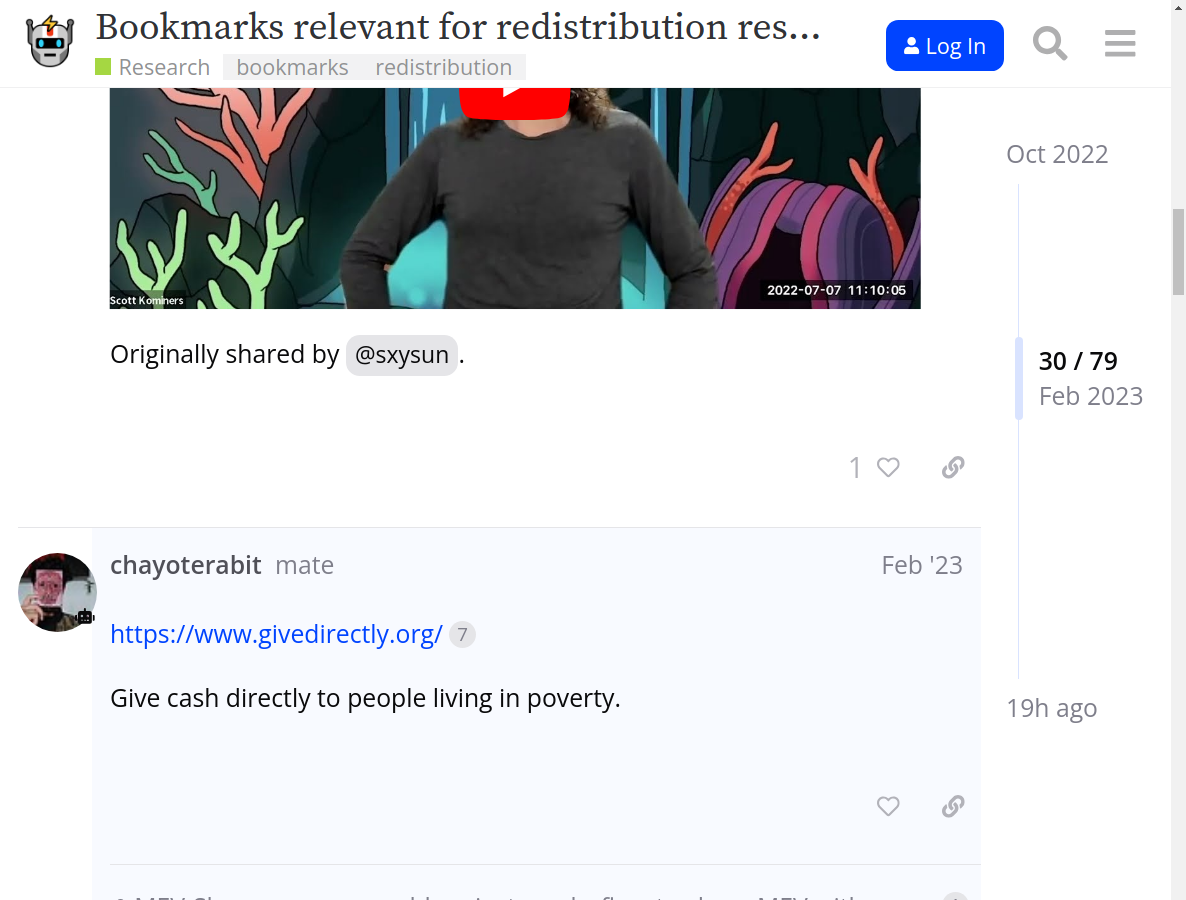 Bookmarks relevant for redistribution res...
Research bookmarks redistribution
Log In
Oct 2022
Scott Kominers
2022-07-07 11:10:05
Originally shared by @sxysun .
30 / 79
Feb 2023
1
chayoterabit mate
Feb '23
https://www.givedirectly.org/ 7
Give cash directly to people living in poverty.
19h ago